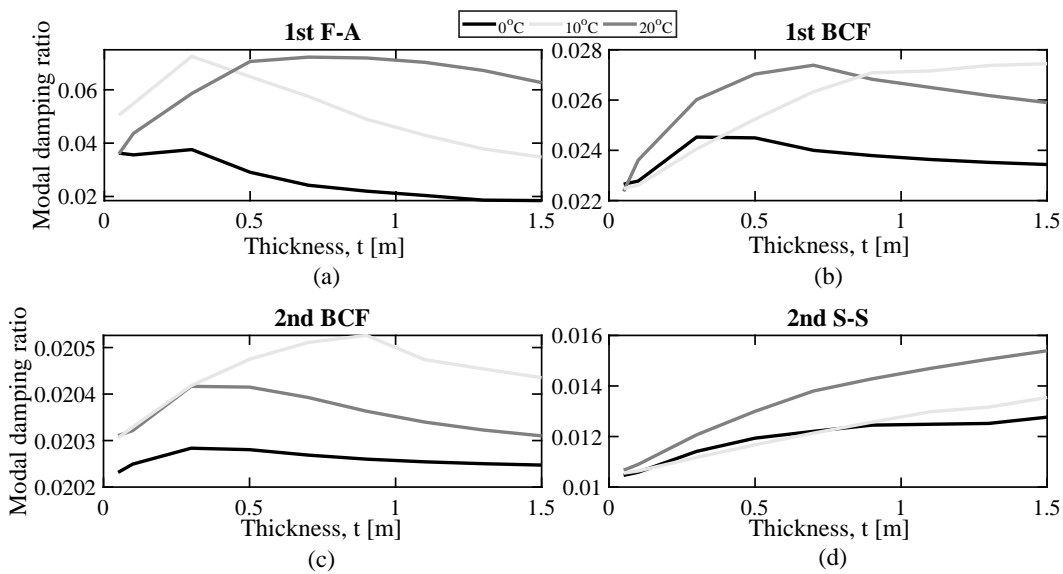 0°C 10°C 20°C
1st F-A
Modal damping ratio
0.06
0.04
0.02
0 0.5 1 1.5
Thickness, t [m]
(a)
1st BCF
0.028
0.026
0.024
0.022
0 0.5 1 1.5
Thickness, t [m]
(b)
2nd BCF
Modal damping ratio
0.0205
0.0204
0.0203
0.0202
0 0.5 1 1.5
Thickness, t [m]
(c)
2nd S-S
0.016
0.014
0.012
0.01
0 0.5 1 1.5
Thickness, t [m]
(d)